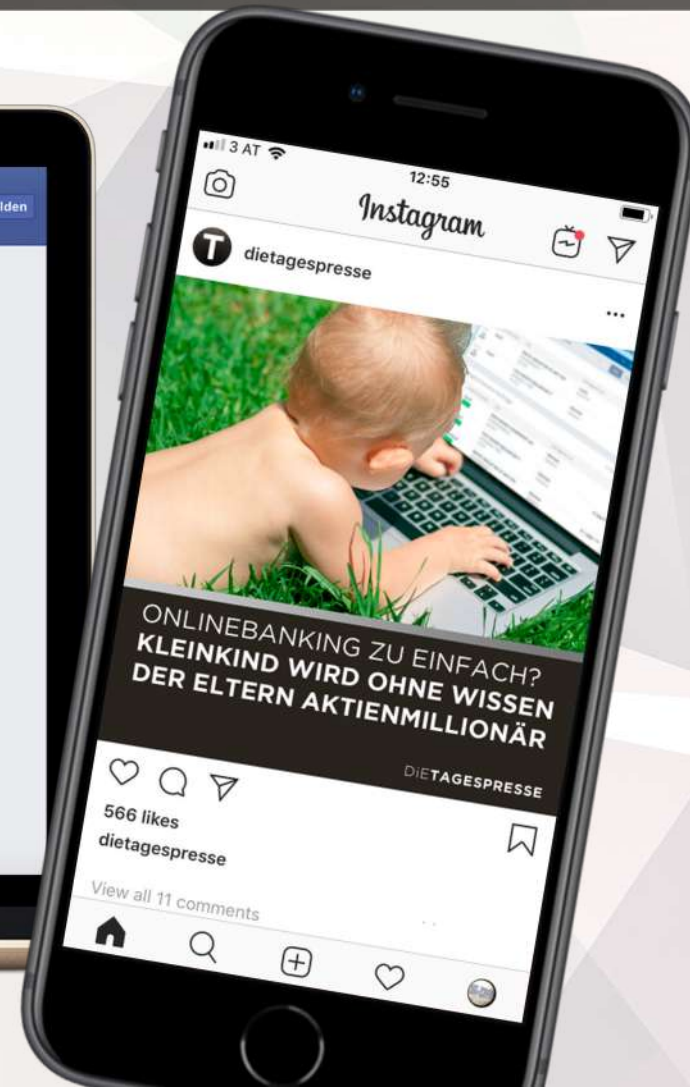 lden
3 AT
12:55
Instagram
T
dietagespresse
ONLINEBANKING ZU EINFACH?
KLEINKIND WIRD OHNE WISSEN
DER ELTERN AKTIENMILLIONÄR
DiETAGESPRESSE
566 likes
dietagespresse
View all 11 comments